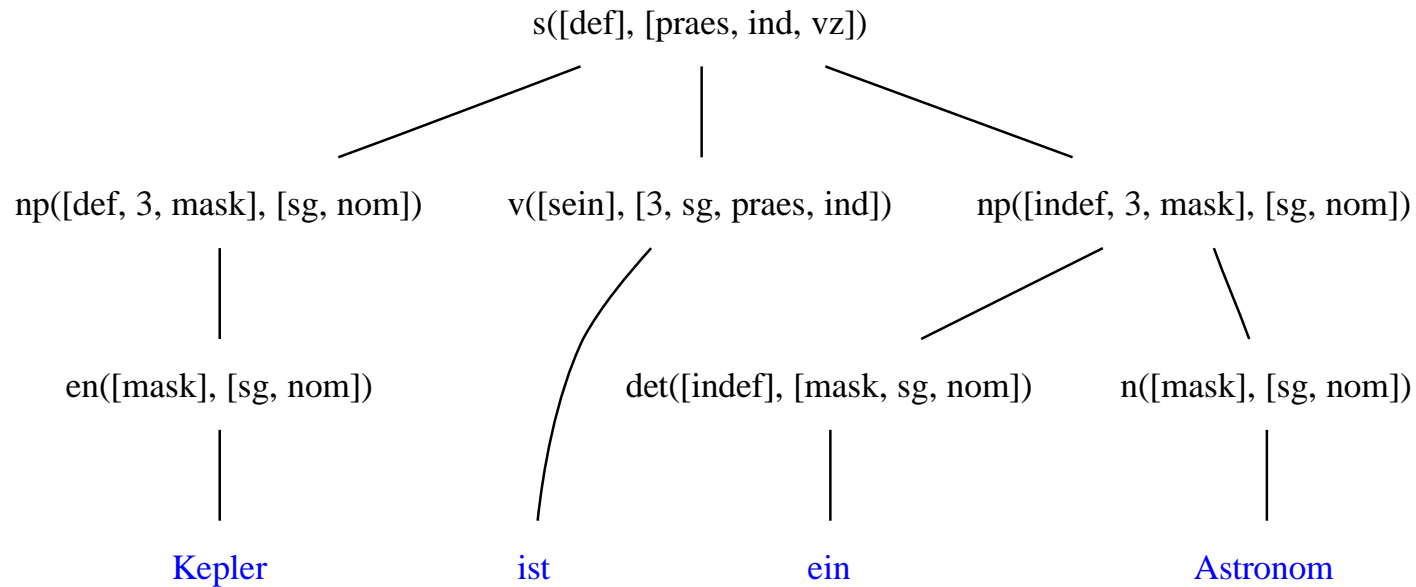 s([def], [praes, ind, vz])
np([def, 3, mask], [sg, nom]) v([sein], [3, sg, praes, ind]) np([indef, 3, mask], [sg, nom])
en([mask], [sg, nom]) det([indef], [mask, sg, nom]) n([mask], [sg, nom])
Kepler ist ein Astronom